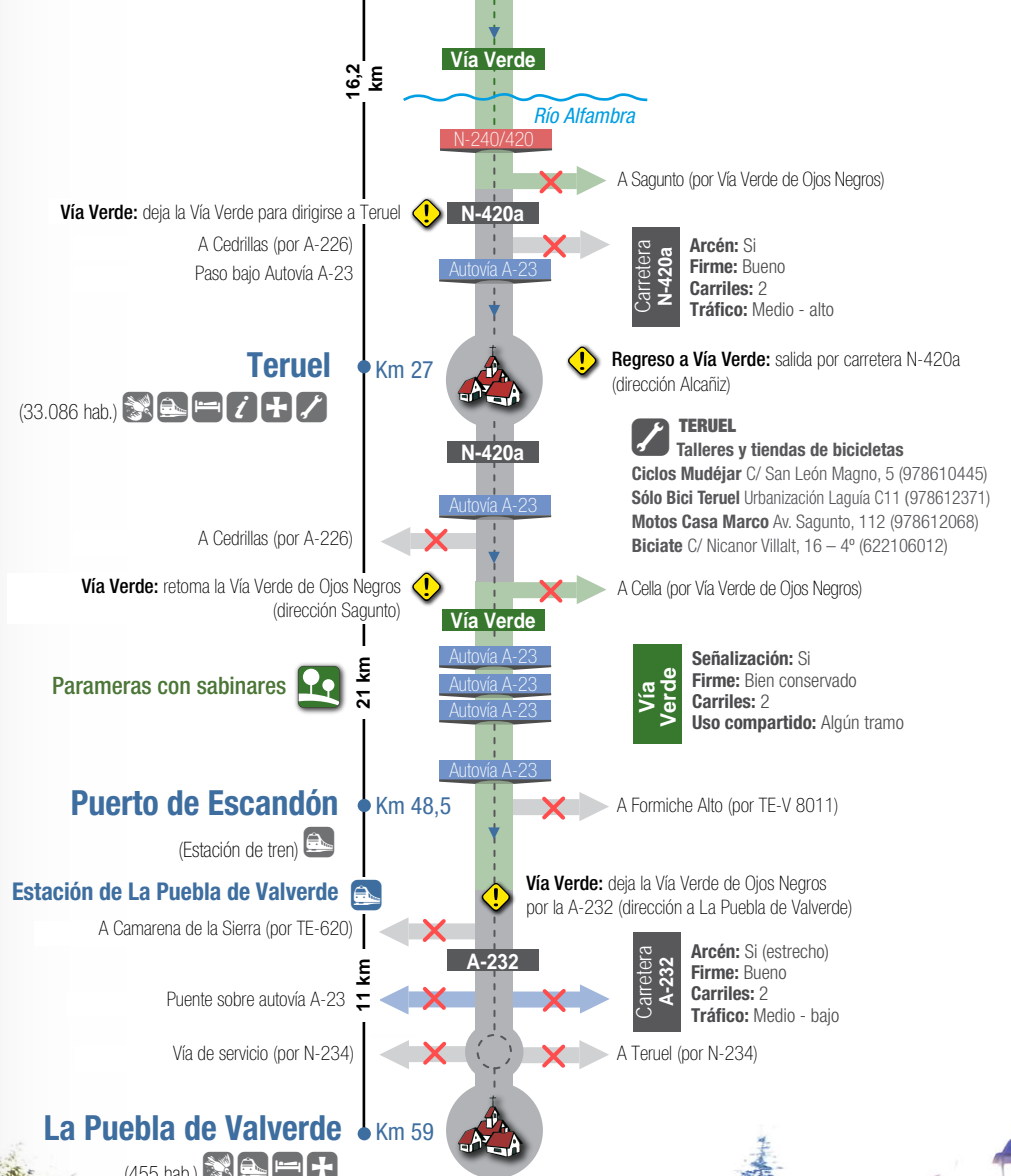 16,2
km
Vía Verde
Río Alfambra
N-240/420
A Sagunto (por Vía Verde de Ojos Negros)
Vía Verde: deja la Vía Verde para dirigirse a Teruel
N-420a
A Cedrillas (por A-226)
Paso bajo Autovía A-23
Autovía A-23
Carretera
N-420a
Arcén: Si
Firme: Bueno
Carriles: 2
Tráfico: Medio - alto
Teruel
Km 27
(33.086 hab.)
Regreso a Vía Verde: salida por carretera N-420a
(dirección Alcañiz)
TERUEL
Talleres y tiendas de bicicletas
Ciclos Mudéjar C/ San León Magno, 5 (978610445)
Sólo Bici Teruel Urbanización Laguía C11 (978612371)
Motos Casa Marco Av. Sagunto, 112 (978612068)
Biciate C/ Nicanor Villalt, 16 – 4º (622106012)
N-420a
Autovía A-23
A Cedrillas (por A-226)
Vía Verde: retoma la Vía Verde de Ojos Negros
(dirección Sagunto)
A Cella (por Vía Verde de Ojos Negros)
Vía Verde
Autovía A-23
Autovía A-23
Autovía A-23
Parameras con sabinares
21 km
Vía
Verde
Señalización: Si
Firme: Bien conservado
Carriles: 2
Uso compartido: Algún tramo
Autovía A-23
Puerto de Escandón
Km 48,5
A Formiche Alto (por TE-V 8011)
(Estación de tren)
Estación de La Puebla de Valverde
Vía Verde: deja la Vía Verde de Ojos Negros
por la A-232 (dirección a La Puebla de Valverde)
A Camarena de la Sierra (por TE-620)
A-232
11 km
Carretera
A-232
Arcén: Si (estrecho)
Firme: Bueno
Carriles: 2
Tráfico: Medio - bajo
Puente sobre autovía A-23
Vía de servicio (por N-234)
A Teruel (por N-234)
La Puebla de Valverde
Km 59
(455 hab.)